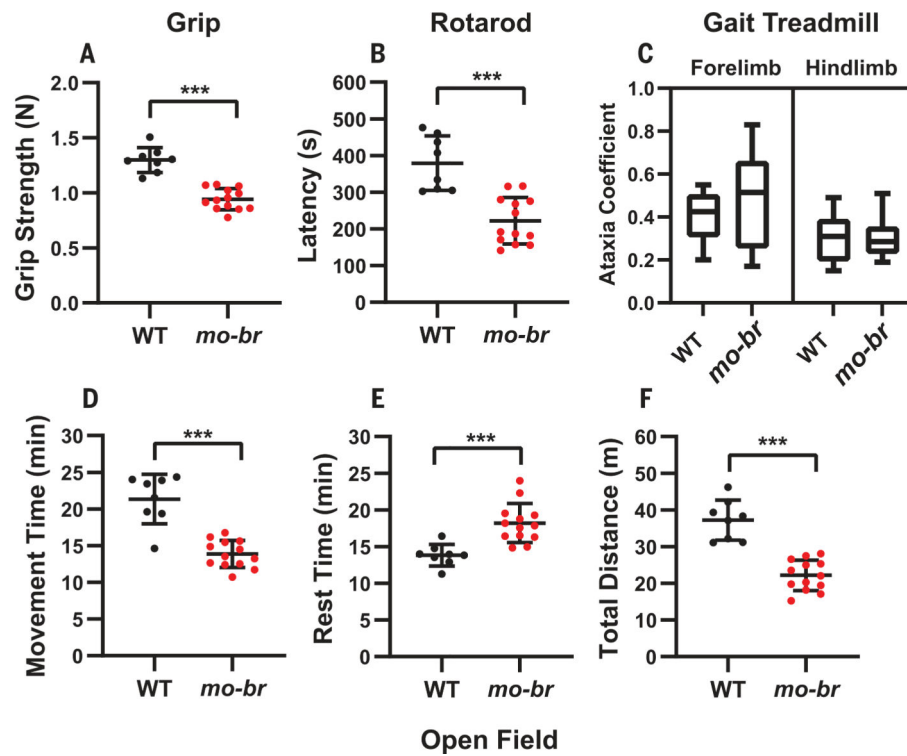 Grip
Rotarod
Gait Treadmill
A
Grip Strength (N)
2.0
1.5
1.0
0.5
0.0
***
WT
mo-br
B
Latency (s)
600
500
400
300
200
100
0
***
WT
mo-br
C
Forelimb
Hindlimb
Ataxia Coefficient
1.0
0.8
0.6
0.4
0.2
0.0
WT
mo-br
WT
mo-br
D
Movement Time (min)
30
25
20
15
10
5
0
***
WT
mo-br
E
Rest Time (min)
30
25
20
15
10
5
0
***
WT
mo-br
F
Total Distance (m)
60
50
40
30
20
10
0
***
WT
mo-br
Open Field